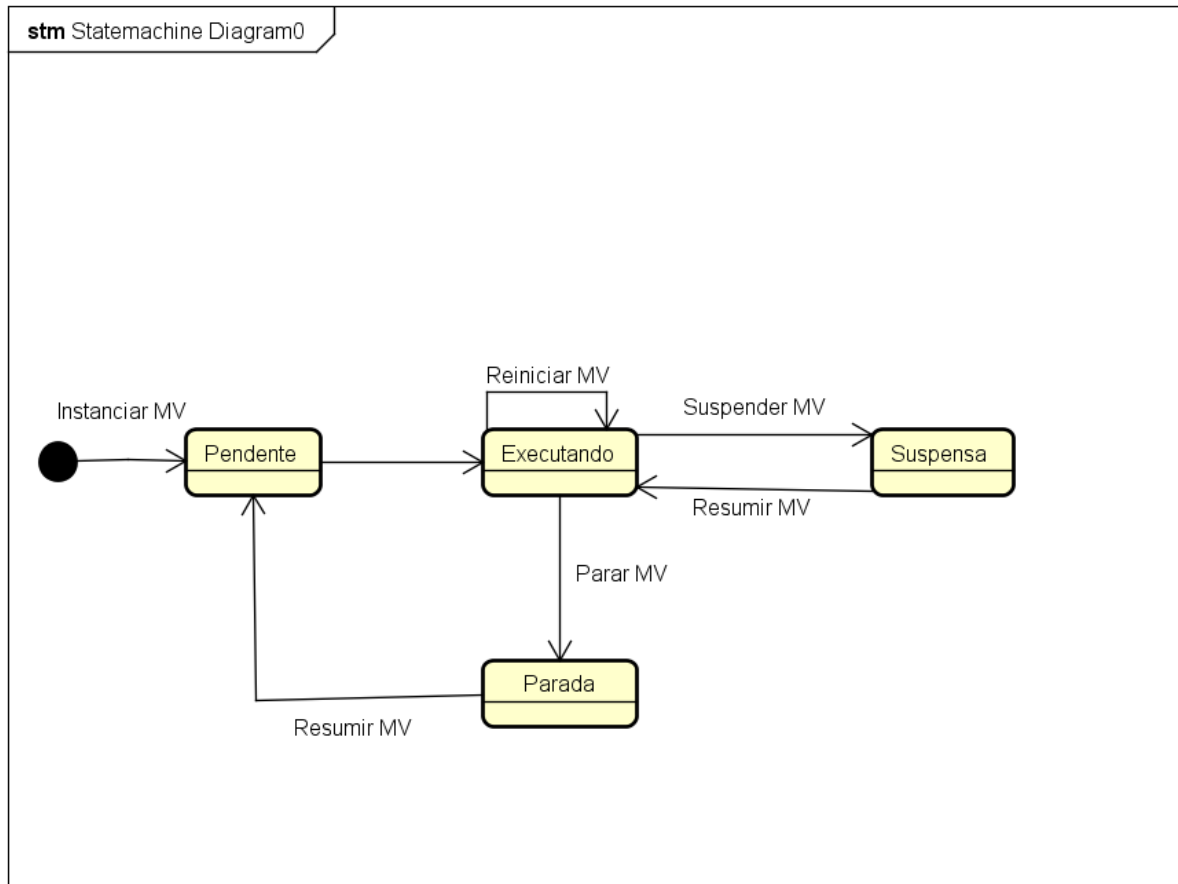 stm Statemachine Diagram0
Reiniciar MV
Instanciar MV
Suspender MV
Pendente
Executando
Suspensa
Resumir MV
Parar MV
Parada
Resumir MV